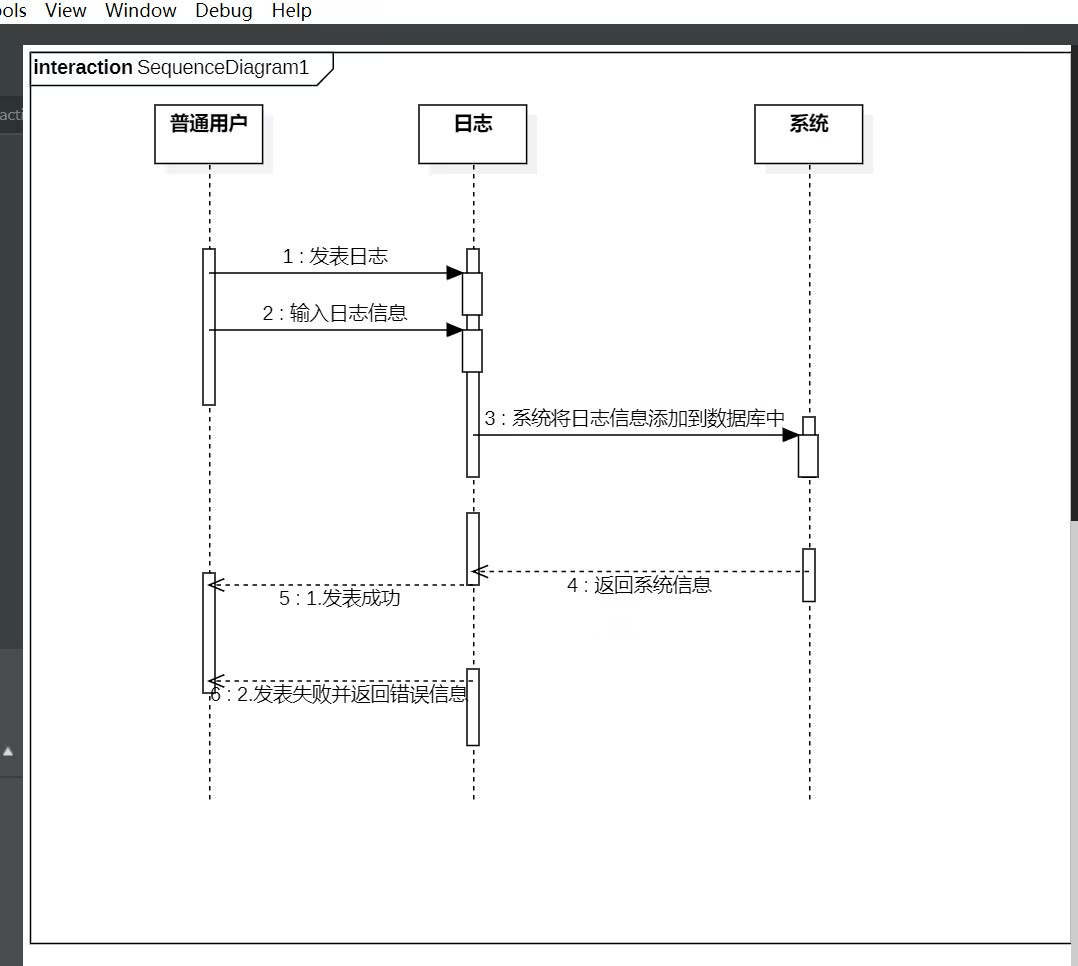 ols View Window Debug Help
interaction SequenceDiagram1
acti
普通用户 日志 系统
1 : 发表日志
2 : 输入日志信息
3 : 系统将日志信息添加到数据库中
4 : 返回系统信息
5 : 1.发表成功
6 : 2.发表失败并返回错误信息